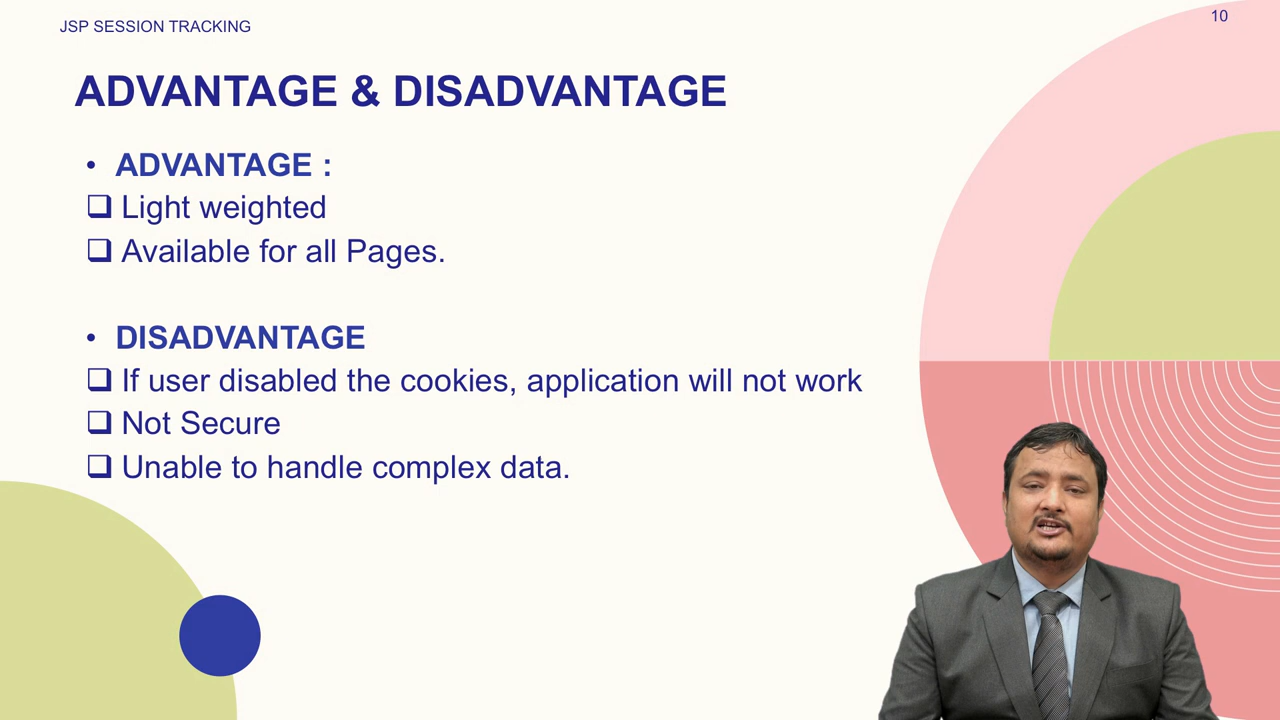 JSP SESSION TRACKING
10
ADVANTAGE & DISADVANTAGE
• ADVANTAGE :
❑ Light weighted
❑ Available for all Pages.
• DISADVANTAGE
❑ If user disabled the cookies, application will not work
❑ Not Secure
❑ Unable to handle complex data.